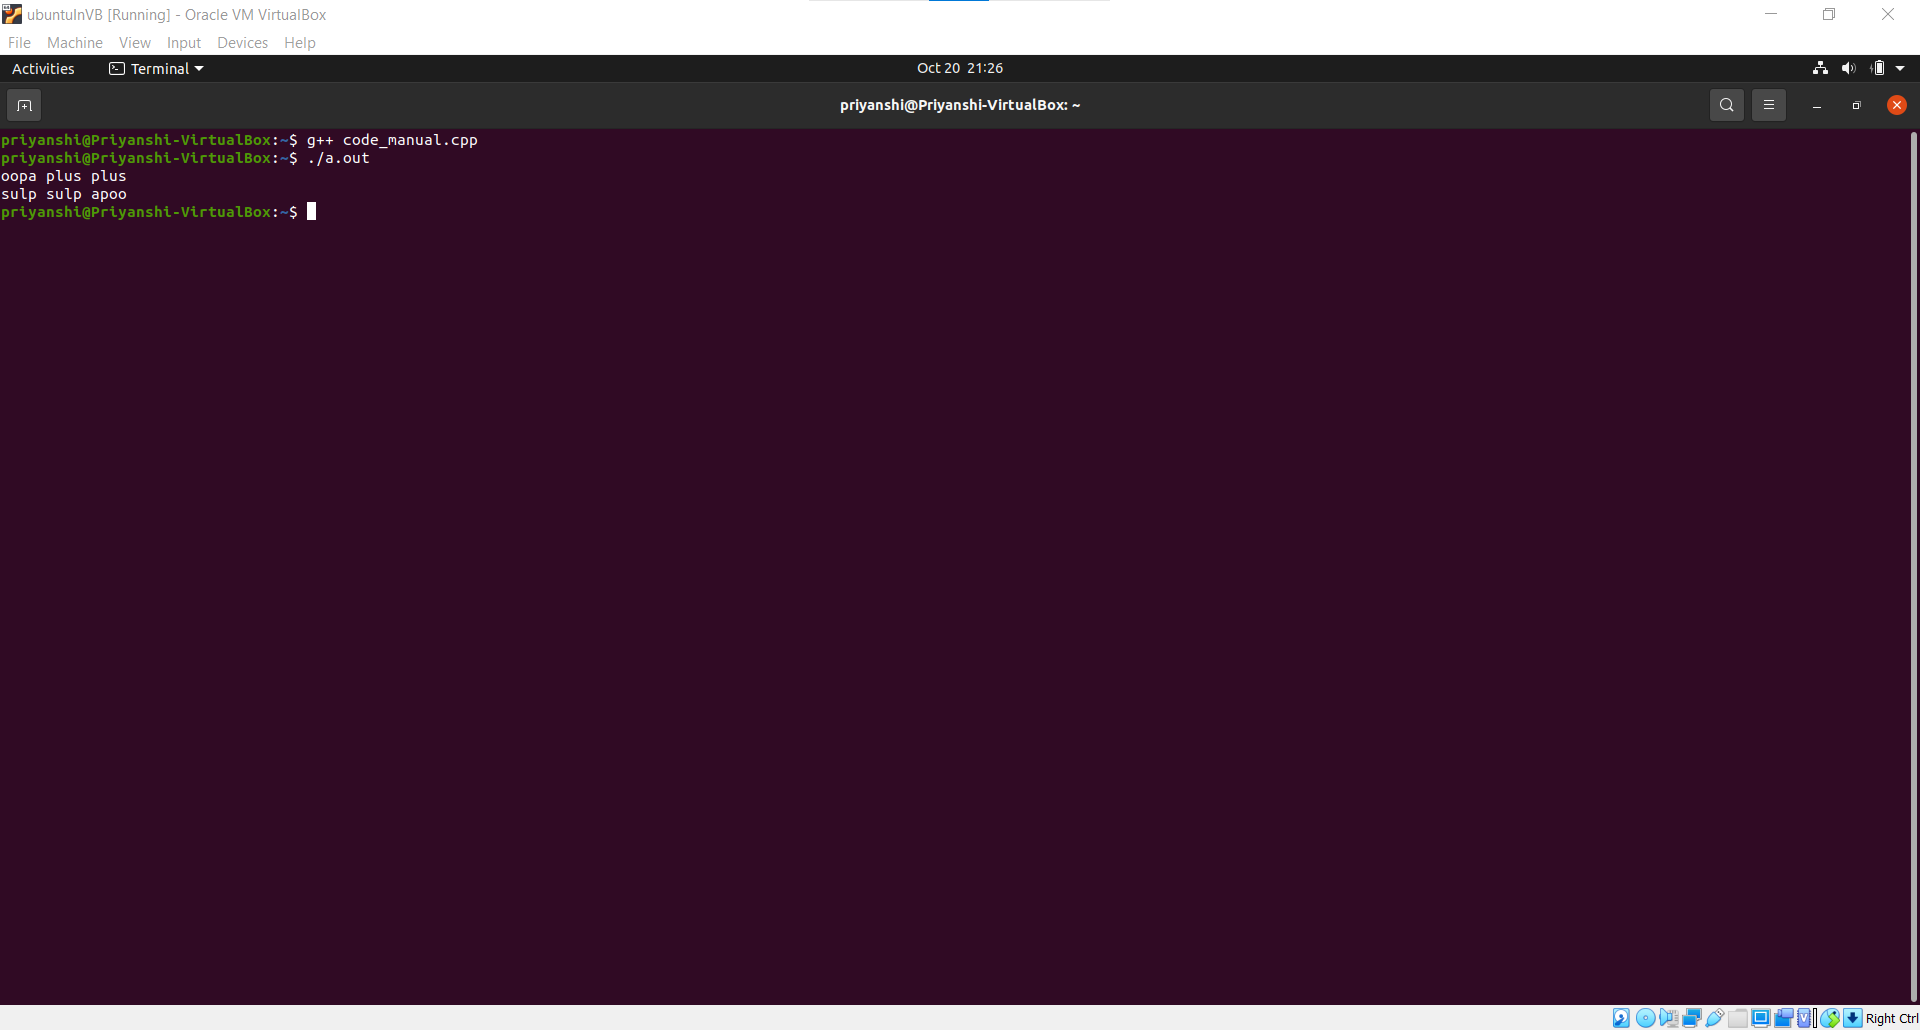 ubuntuInVB [Running] - Oracle VM VirtualBox
File Machine View Input Devices Help
Activities Terminal Oct 20 21:26
priyanshi@Priyanshi-VirtualBox: ~
priyanshi@Priyanshi-VirtualBox:~$ g++ code_manual.cpp
priyanshi@Priyanshi-VirtualBox:~$ ./a.out
oopa plus plus
sulp sulp apoo
priyanshi@Priyanshi-VirtualBox:~$
Right Ctrl